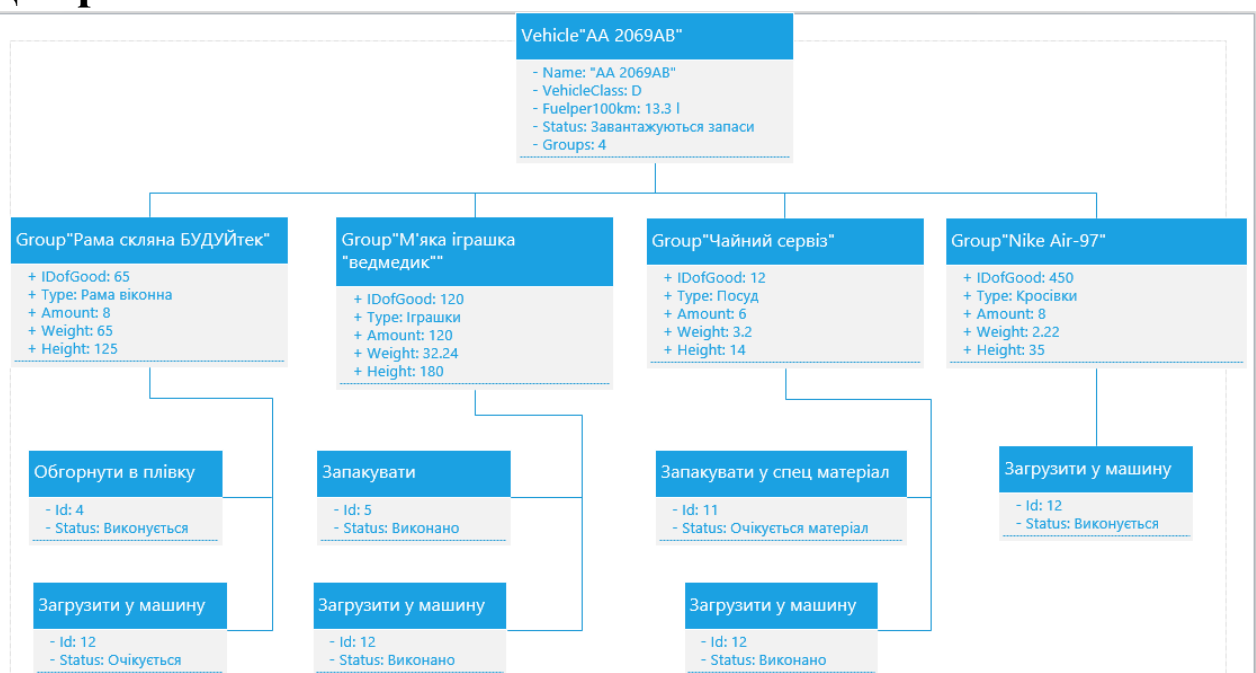 Vehicle"AA 2069AB"
- Name: "AA 2069AB"
- VehicleClass: D
- Fuelper100km: 13.3 l
- Status: Завантажуються запаси
- Groups: 4
Group"Рама скляна БУДУЙтек"
+ IDofGood: 65
+ Type: Рама віконна
+ Amount: 8
+ Weight: 65
+ Height: 125
Group"М'яка іграшка
"ведмедик""
+ IDofGood: 120
+ Type: Іграшки
+ Amount: 120
+ Weight: 32.24
+ Height: 180
Group"Чайний сервіз"
+ IDofGood: 12
+ Type: Посуд
+ Amount: 6
+ Weight: 3.2
+ Height: 14
Group"Nike Air-97"
+ IDofGood: 450
+ Type: Кросівки
+ Amount: 8
+ Weight: 2.22
+ Height: 35
Обгорнути в плівку
- Id: 4
- Status: Виконується
Запакувати
- Id: 5
- Status: Виконано
Запакувати у спец матеріал
- Id: 11
- Status: Очікується матеріал
Загрузити у машину
- Id: 12
- Status: Виконується
Загрузити у машину
- Id: 12
- Status: Очікується
Загрузити у машину
- Id: 12
- Status: Виконано
Загрузити у машину
- Id: 12
- Status: Виконано